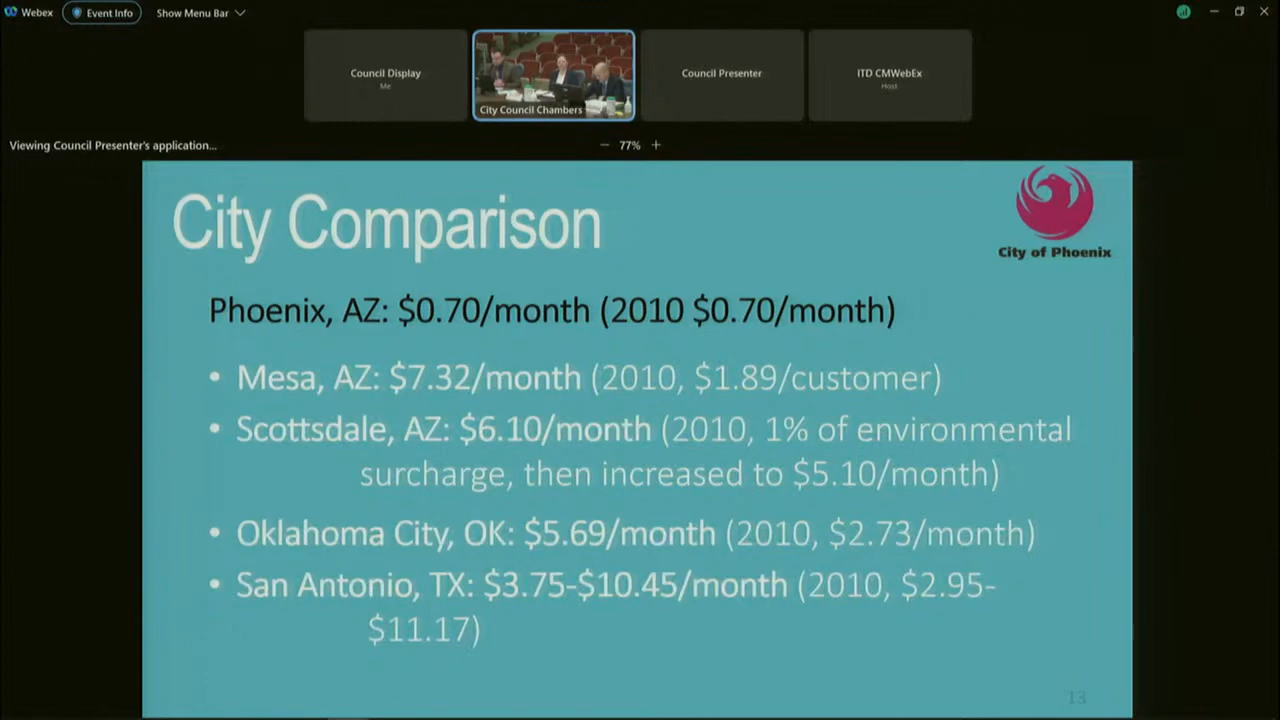 Webex
Event Info
Show Menu Bar
Council Display
Me
City Council Chambers
Council Presenter
ITD CMWebEx
Host
Viewing Council Presenter's application...
77%
City Comparison
City of Phoenix
Phoenix, AZ: $0.70/month (2010 $0.70/month)
• Mesa, AZ: $7.32/month (2010, $1.89/customer)
• Scottsdale, AZ: $6.10/month (2010, 1% of environmental
surcharge, then increased to $5.10/month)
• Oklahoma City, OK: $5.69/month (2010, $2.73/month)
• San Antonio, TX: $3.75-$10.45/month (2010, $2.95-
$11.17)
13